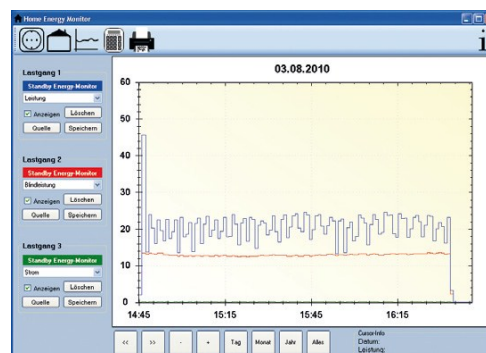 Home Energy Monitor
i
Lastgang 1
Standby Energy-Monitor
Leistung
Anzeigen Löschen
Quelle Speichern
Lastgang 2
Standby Energy-Monitor
Blindleistung
Anzeigen Löschen
Quelle Speichern
Lastgang 3
Standby Energy-Monitor
Strom
Anzeigen Löschen
Quelle Speichern
03.08.2010
60
50
40
30
20
10
0
14:45 15:15 15:45 16:15
<< >> - + Tag Monat Jahr Alles
CursorInfo
Datum:
Leistung: